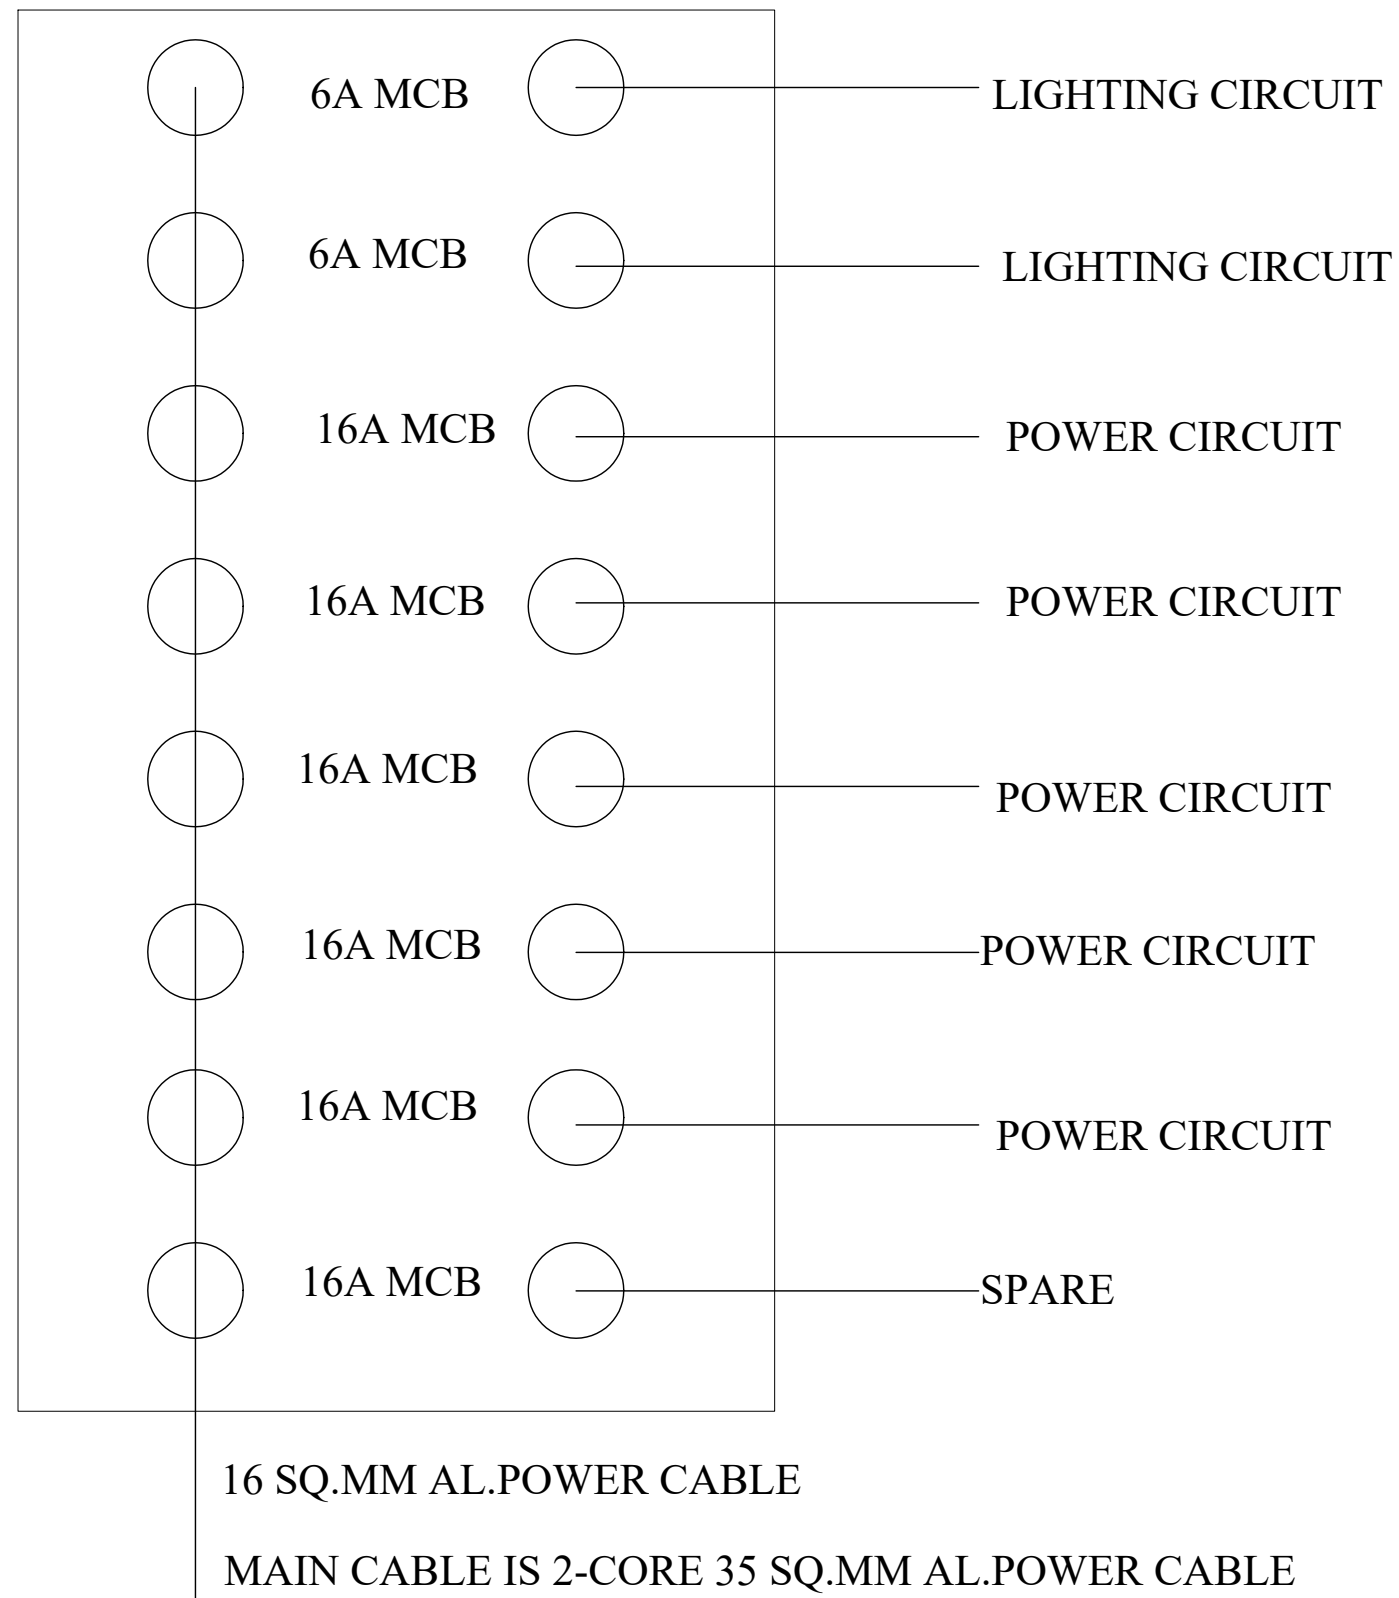 6A MCB LIGHTING CIRCUIT
6A MCB LIGHTING CIRCUIT
16A MCB POWER CIRCUIT
16A MCB POWER CIRCUIT
16A MCB POWER CIRCUIT
16A MCB POWER CIRCUIT
16A MCB POWER CIRCUIT
16A MCB SPARE
16 SQ.MM AL.POWER CABLE
MAIN CABLE IS 2-CORE 35 SQ.MM AL.POWER CABLE